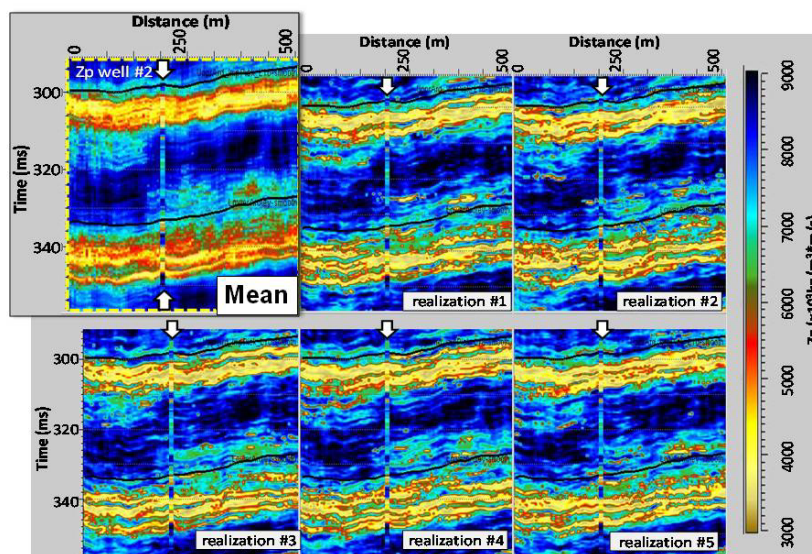 Distance (m)
0
250
500
Distance (m)
0
250
500
0
250
500
Zp well #2
Time (ms)
300
320
340
Mean
realization #1
realization #2
Time (ms)
300
320
340
realization #3
realization #4
realization #5
9000
8000
7000
6000
5000
4000
3000